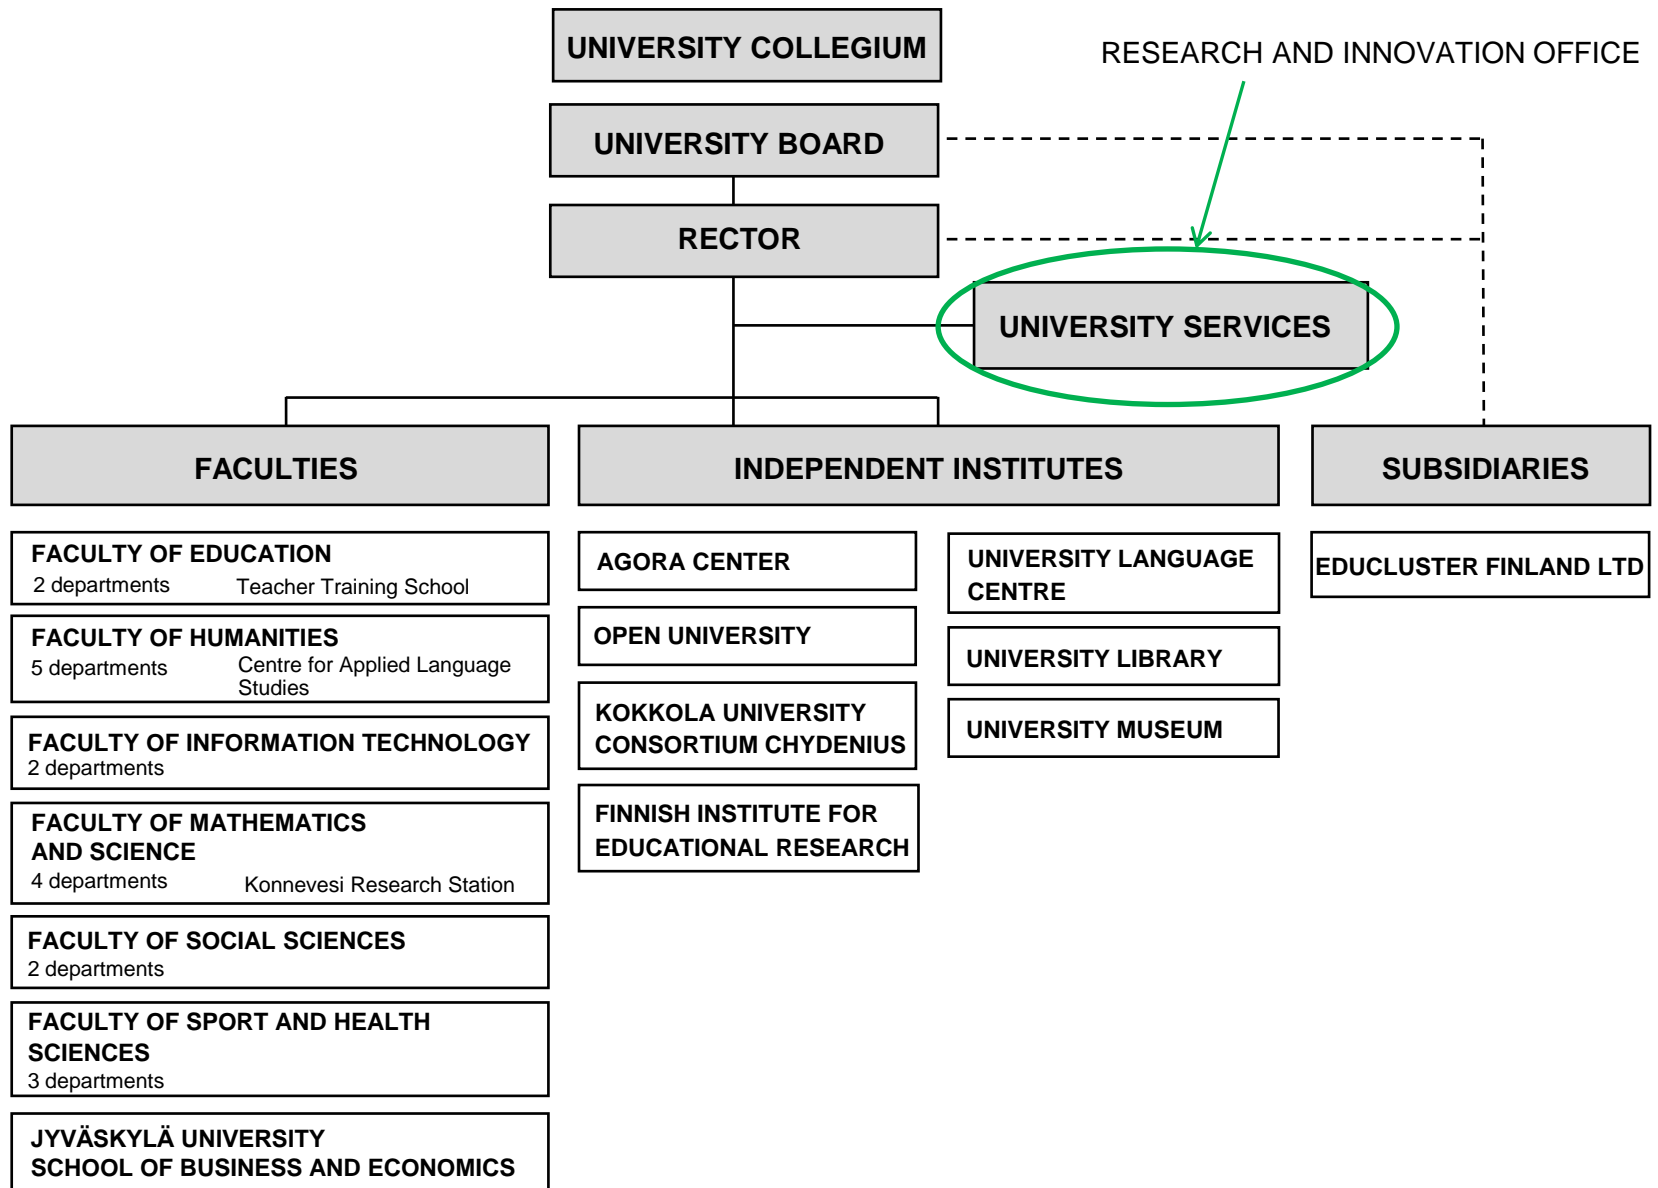 UNIVERSITY COLLEGIUM
RESEARCH AND INNOVATION OFFICE
UNIVERSITY BOARD
RECTOR
UNIVERSITY SERVICES
FACULTIES
INDEPENDENT INSTITUTES
SUBSIDIARIES
FACULTY OF EDUCATION
2 departments Teacher Training School
FACULTY OF HUMANITIES
5 departments Centre for Applied Language
Studies
FACULTY OF INFORMATION TECHNOLOGY
2 departments
FACULTY OF MATHEMATICS
AND SCIENCE
4 departments Konnevesi Research Station
FACULTY OF SOCIAL SCIENCES
2 departments
FACULTY OF SPORT AND HEALTH
SCIENCES
3 departments
JYVÄSKYLÄ UNIVERSITY
SCHOOL OF BUSINESS AND ECONOMICS
AGORA CENTER
OPEN UNIVERSITY
KOKKOLA UNIVERSITY
CONSORTIUM CHYDENIUS
FINNISH INSTITUTE FOR
EDUCATIONAL RESEARCH
UNIVERSITY LANGUAGE
CENTRE
UNIVERSITY LIBRARY
UNIVERSITY MUSEUM
EDUCLUSTER FINLAND LTD